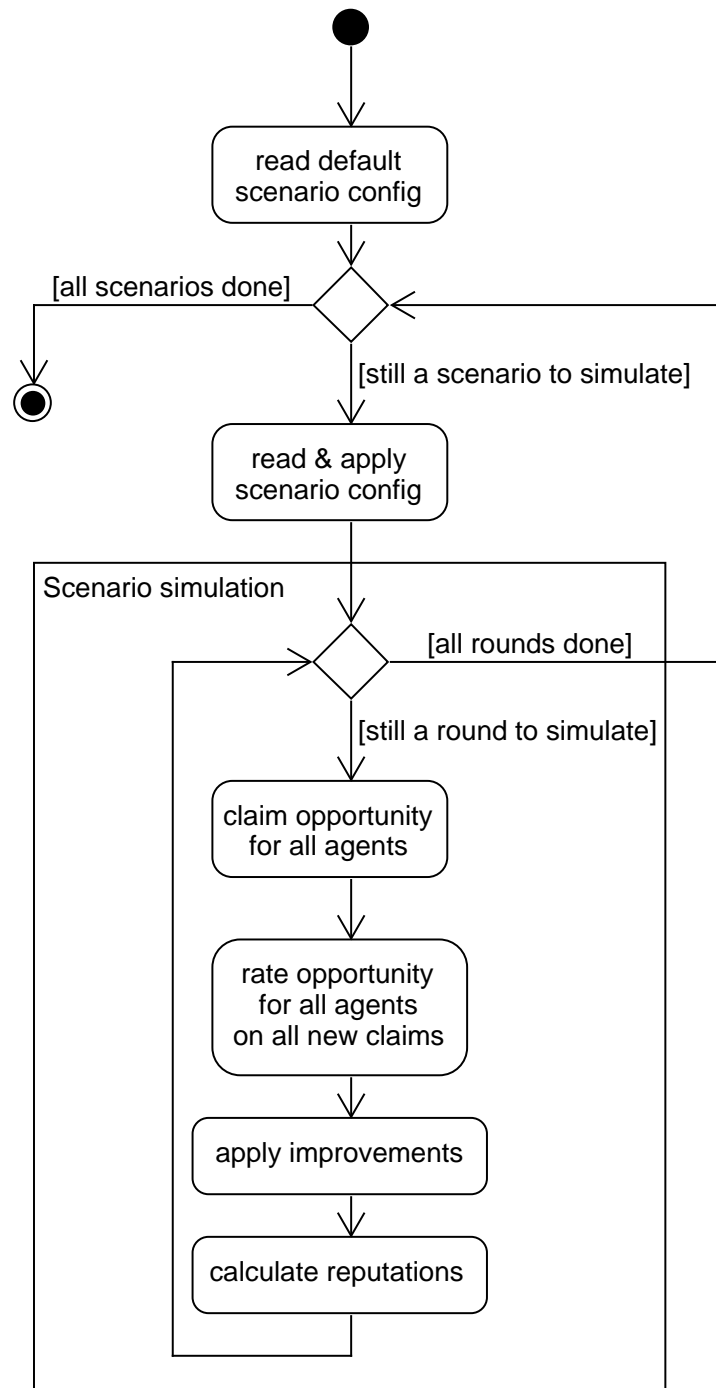 read default
scenario config
[all scenarios done]
[still a scenario to simulate]
read & apply
scenario config
Scenario simulation
[all rounds done]
[still a round to simulate]
claim opportunity
for all agents
rate opportunity
for all agents
on all new claims
apply improvements
calculate reputations